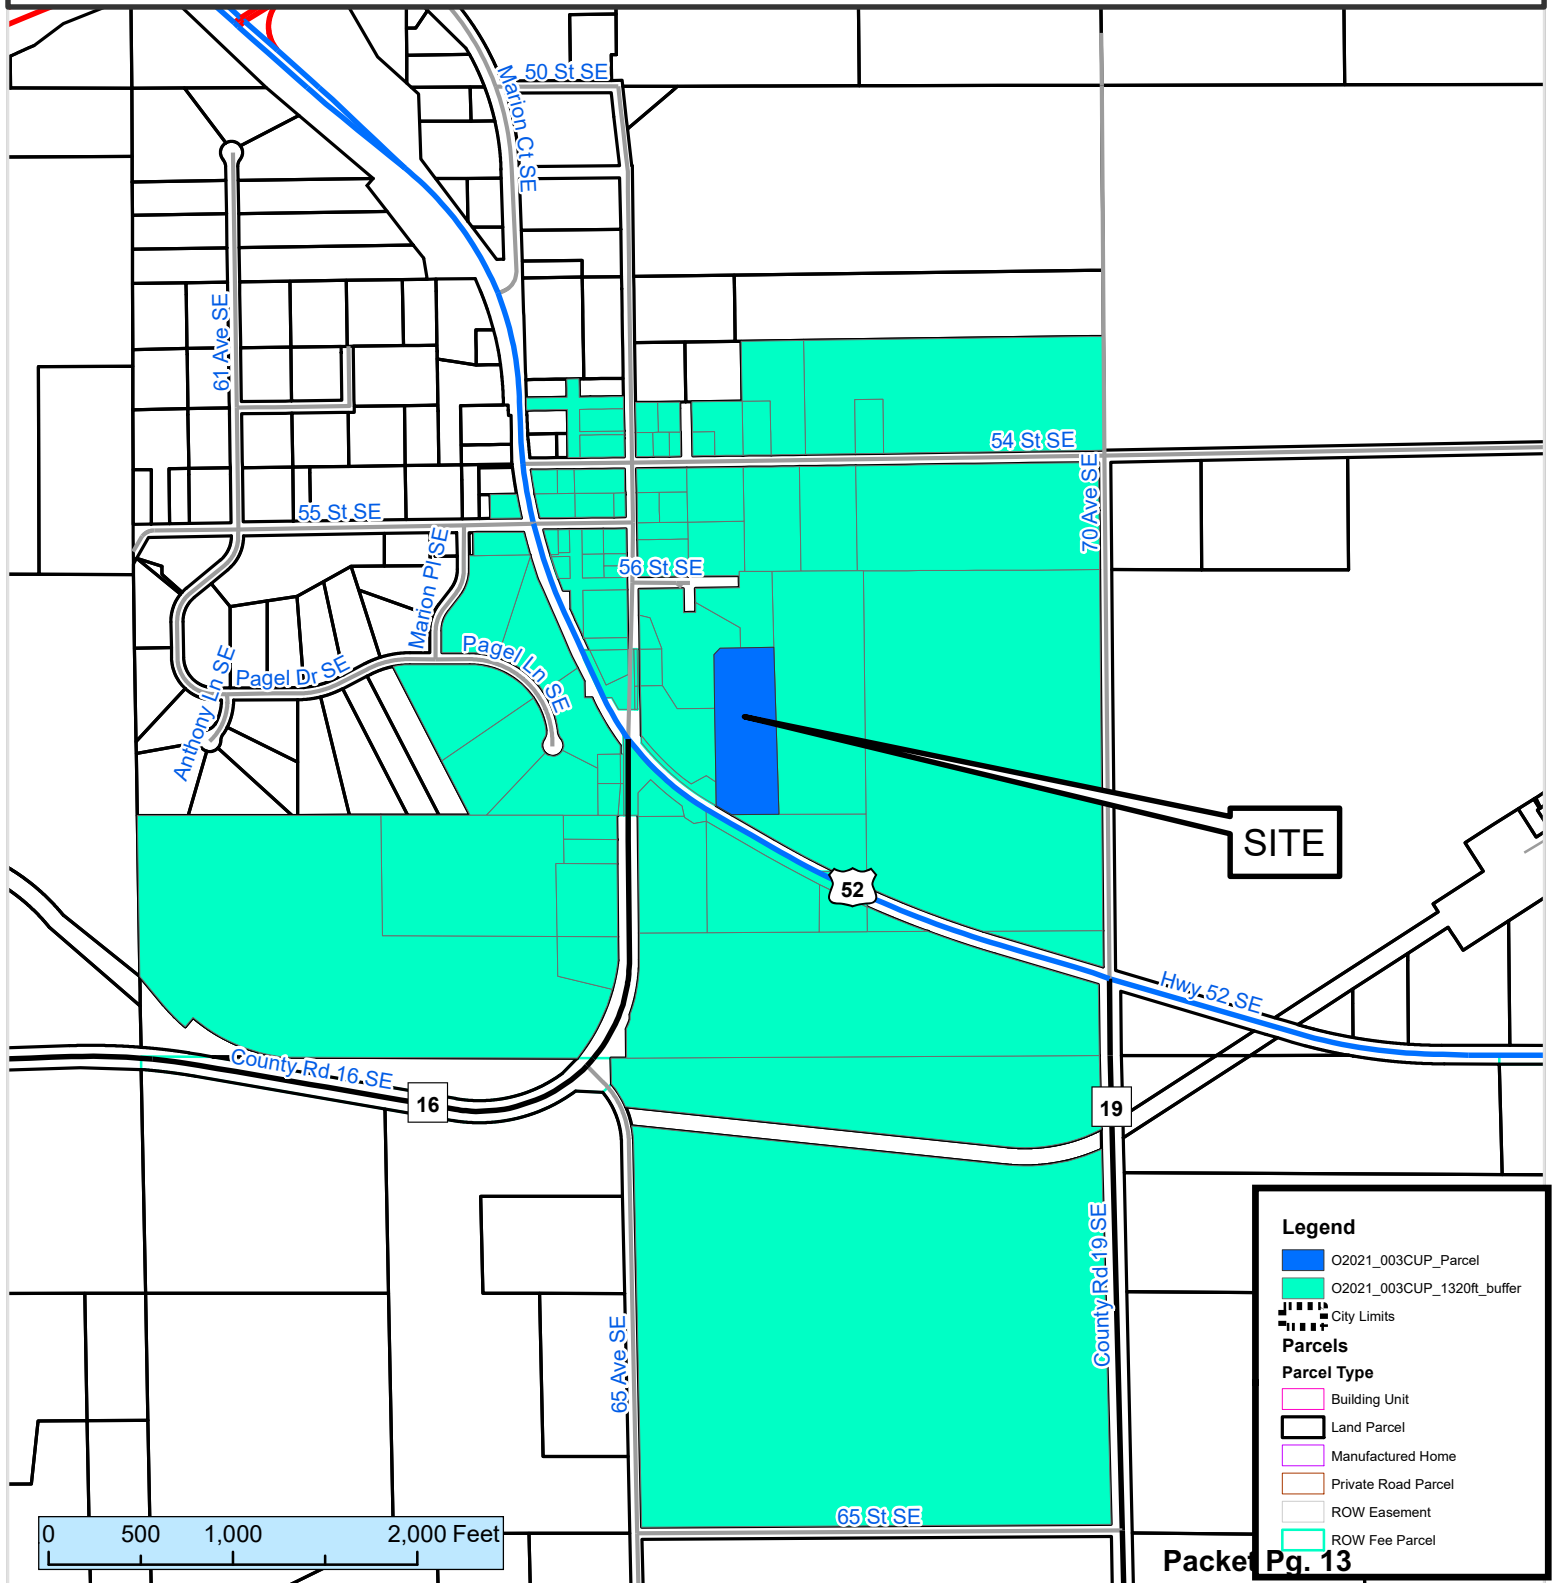 50 St SE
Marion Ct SE
61 Ave SE
54 St SE
70 Ave SE
55 St SE
Marion Pl SE
56 St SE
Pagel Ln SE
Pagel Dr SE
Anthony Ln SE
SITE
52
Hwy 52 SE
County Rd 16 SE
16
19
County Rd 19 SE
65 Ave SE
65 St SE
Legend
O2021_003CUP_Parcel
O2021_003CUP_1320ft_buffer
City Limits
Parcels
Parcel Type
Building Unit
Land Parcel
Manufactured Home
Private Road Parcel
ROW Easement
ROW Fee Parcel
0 500 1,000 2,000 Feet
Packet Pg. 13